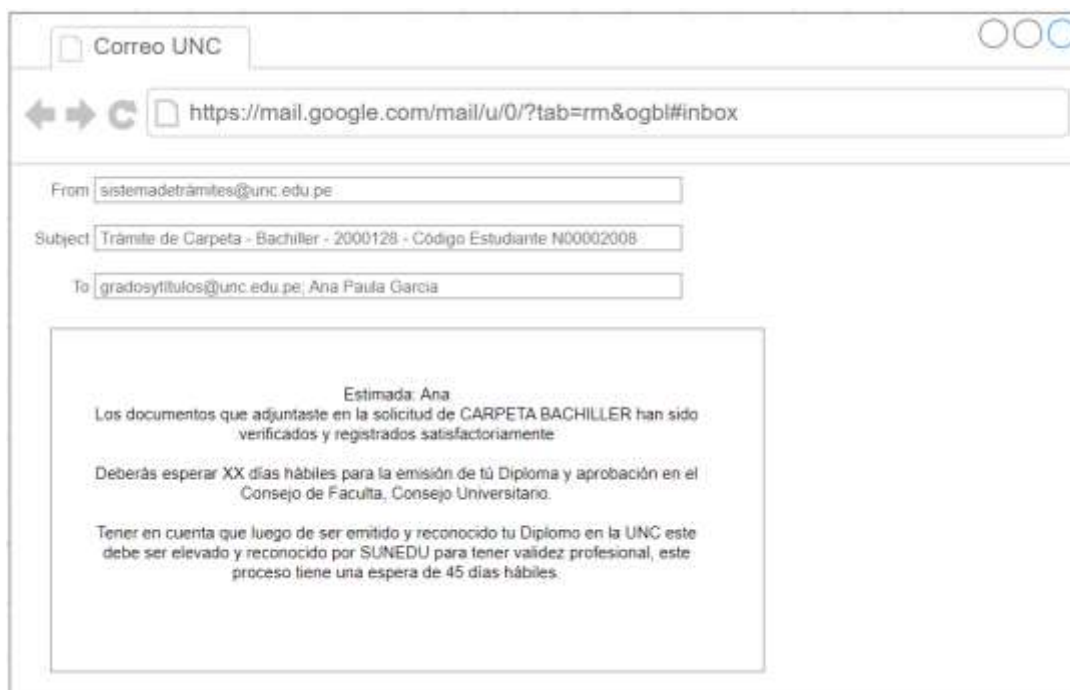 Correo UNC
https://mail.google.com/mail/u/0/?tab=rm&ogbl#inbox
From sistemadetrámites@unc.edu.pe
Subject Trámite de Carpeta - Bachiller - 2000128 - Código Estudiante N00002008
To gradosytítulos@unc.edu.pe; Ana Paula Garcia
Estimada: Ana
Los documentos que adjuntaste en la solicitud de CARPETA BACHILLER han sido
verificados y registrados satisfactoriamente
Deberás esperar XX días hábiles para la emisión de tú Diploma y aprobación en el
Consejo de Faculta, Consejo Universitario.
Tener en cuenta que luego de ser emitido y reconocido tu Diplomo en la UNC este
debe ser elevado y reconocido por SUNEDU para tener validez profesional, este
proceso tiene una espera de 45 días hábiles.